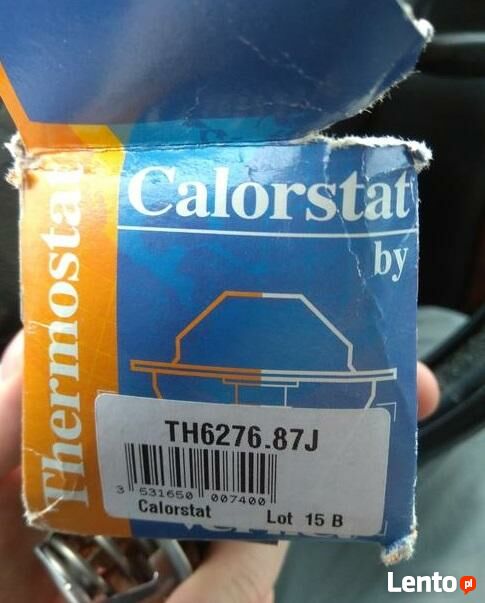 Thermostat
Calorstat
by
TH6276.87J
3 531650 007400
Calorstat Lot 15 B
Lento.pl